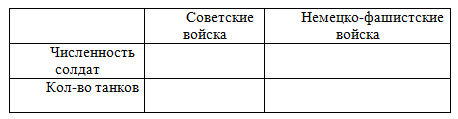 Советские Немецко-фашистские
войска войска
Численность
солдат
Кол-во танков